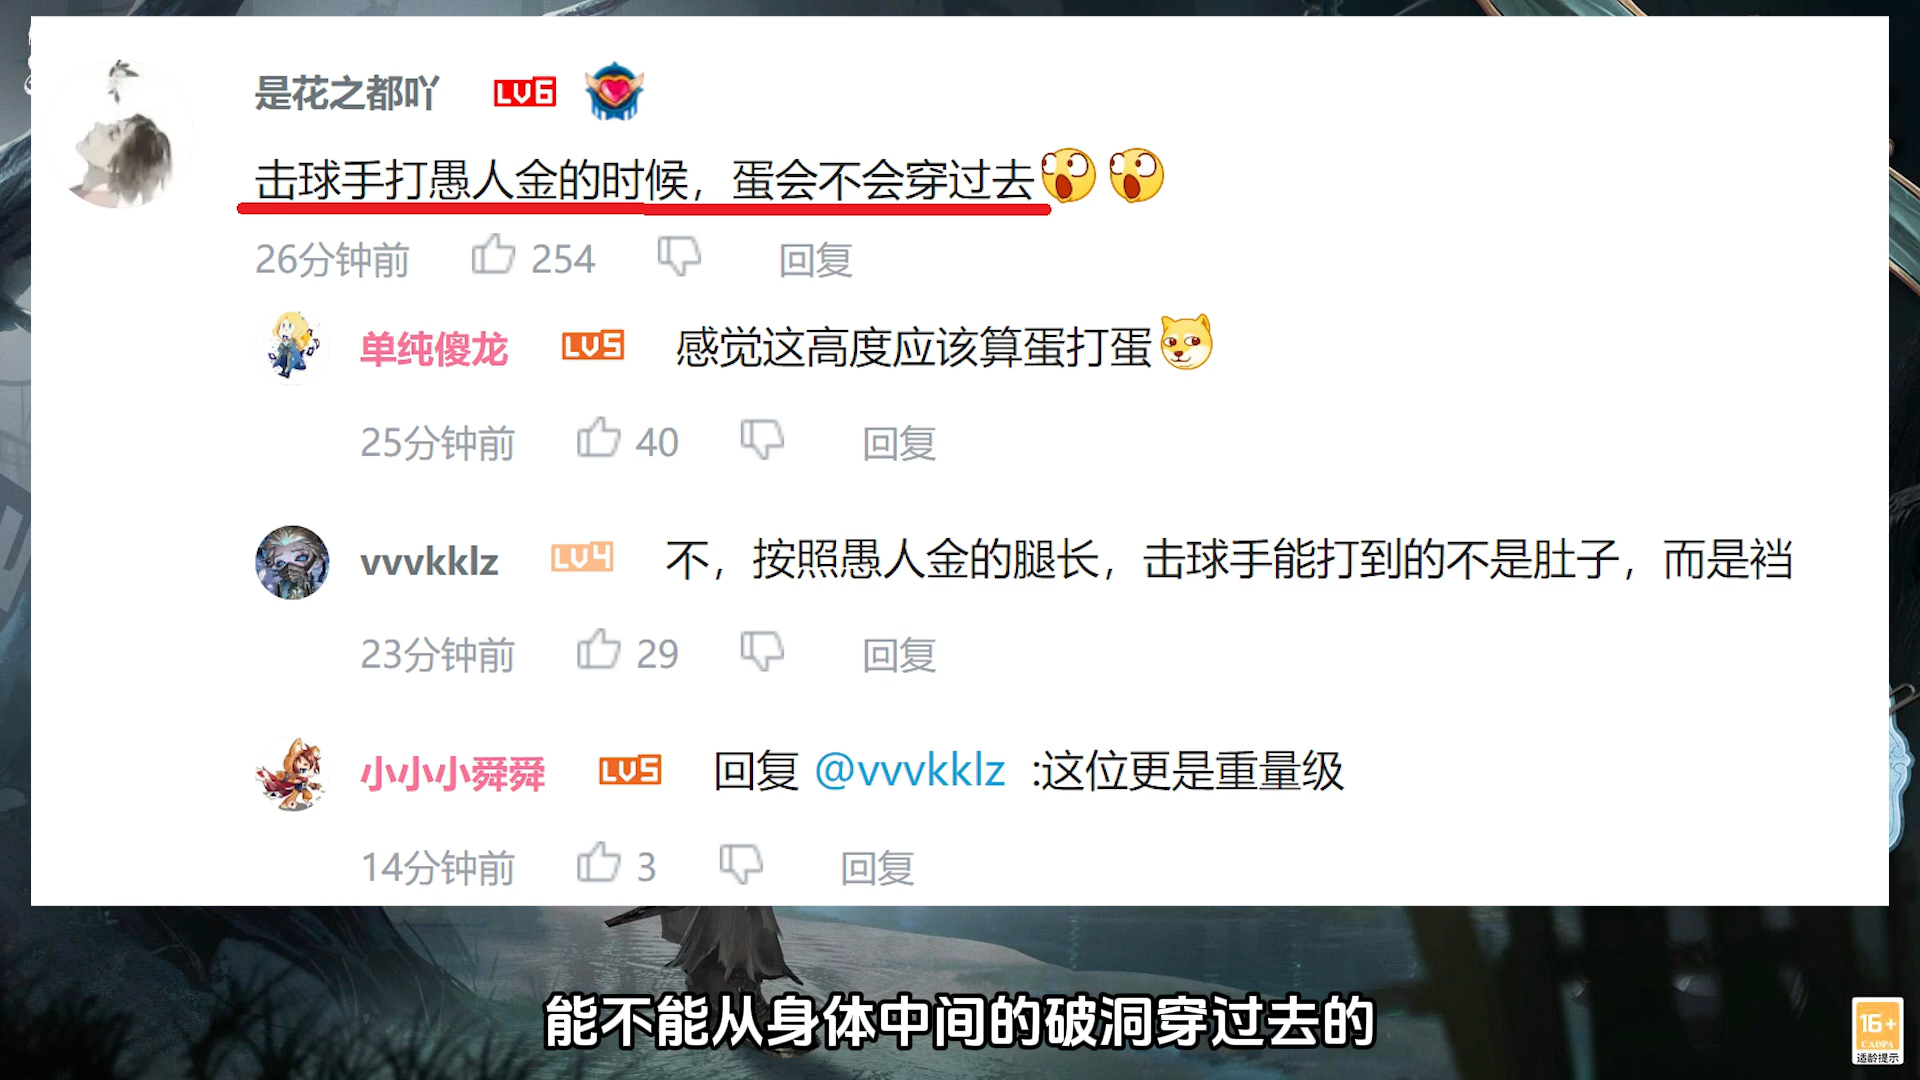 是花之都吖 LV6
击球手打愚人金的时候，蛋会不会穿过去
26分钟前 254 回复
单纯傻龙 LV5 感觉这高度应该算蛋打蛋
25分钟前 40 回复
vvvkklz LV4 不，按照愚人金的腿长，击球手能打到的不是肚子，而是裆
23分钟前 29 回复
小小小舜舜 LV5 回复 @vvvkklz :这位更是重量级
14分钟前 3 回复
能不能从身体中间的破洞穿过去的
16+
CADPA
适龄提示